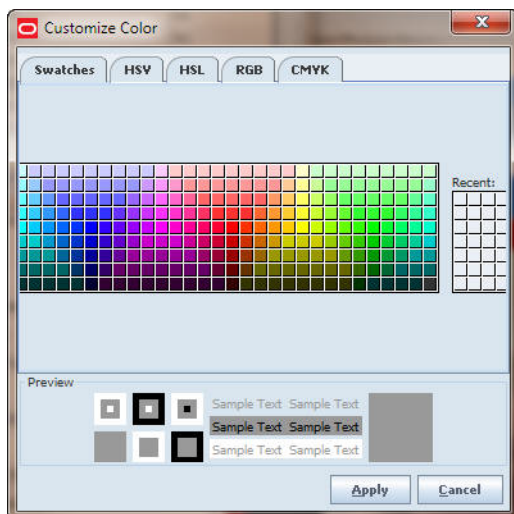 Customize Color
Swatches HSV HSL RGB CMYK
Recent:
Preview
Sample Text Sample Text
Sample Text Sample Text
Sample Text Sample Text
Apply Cancel